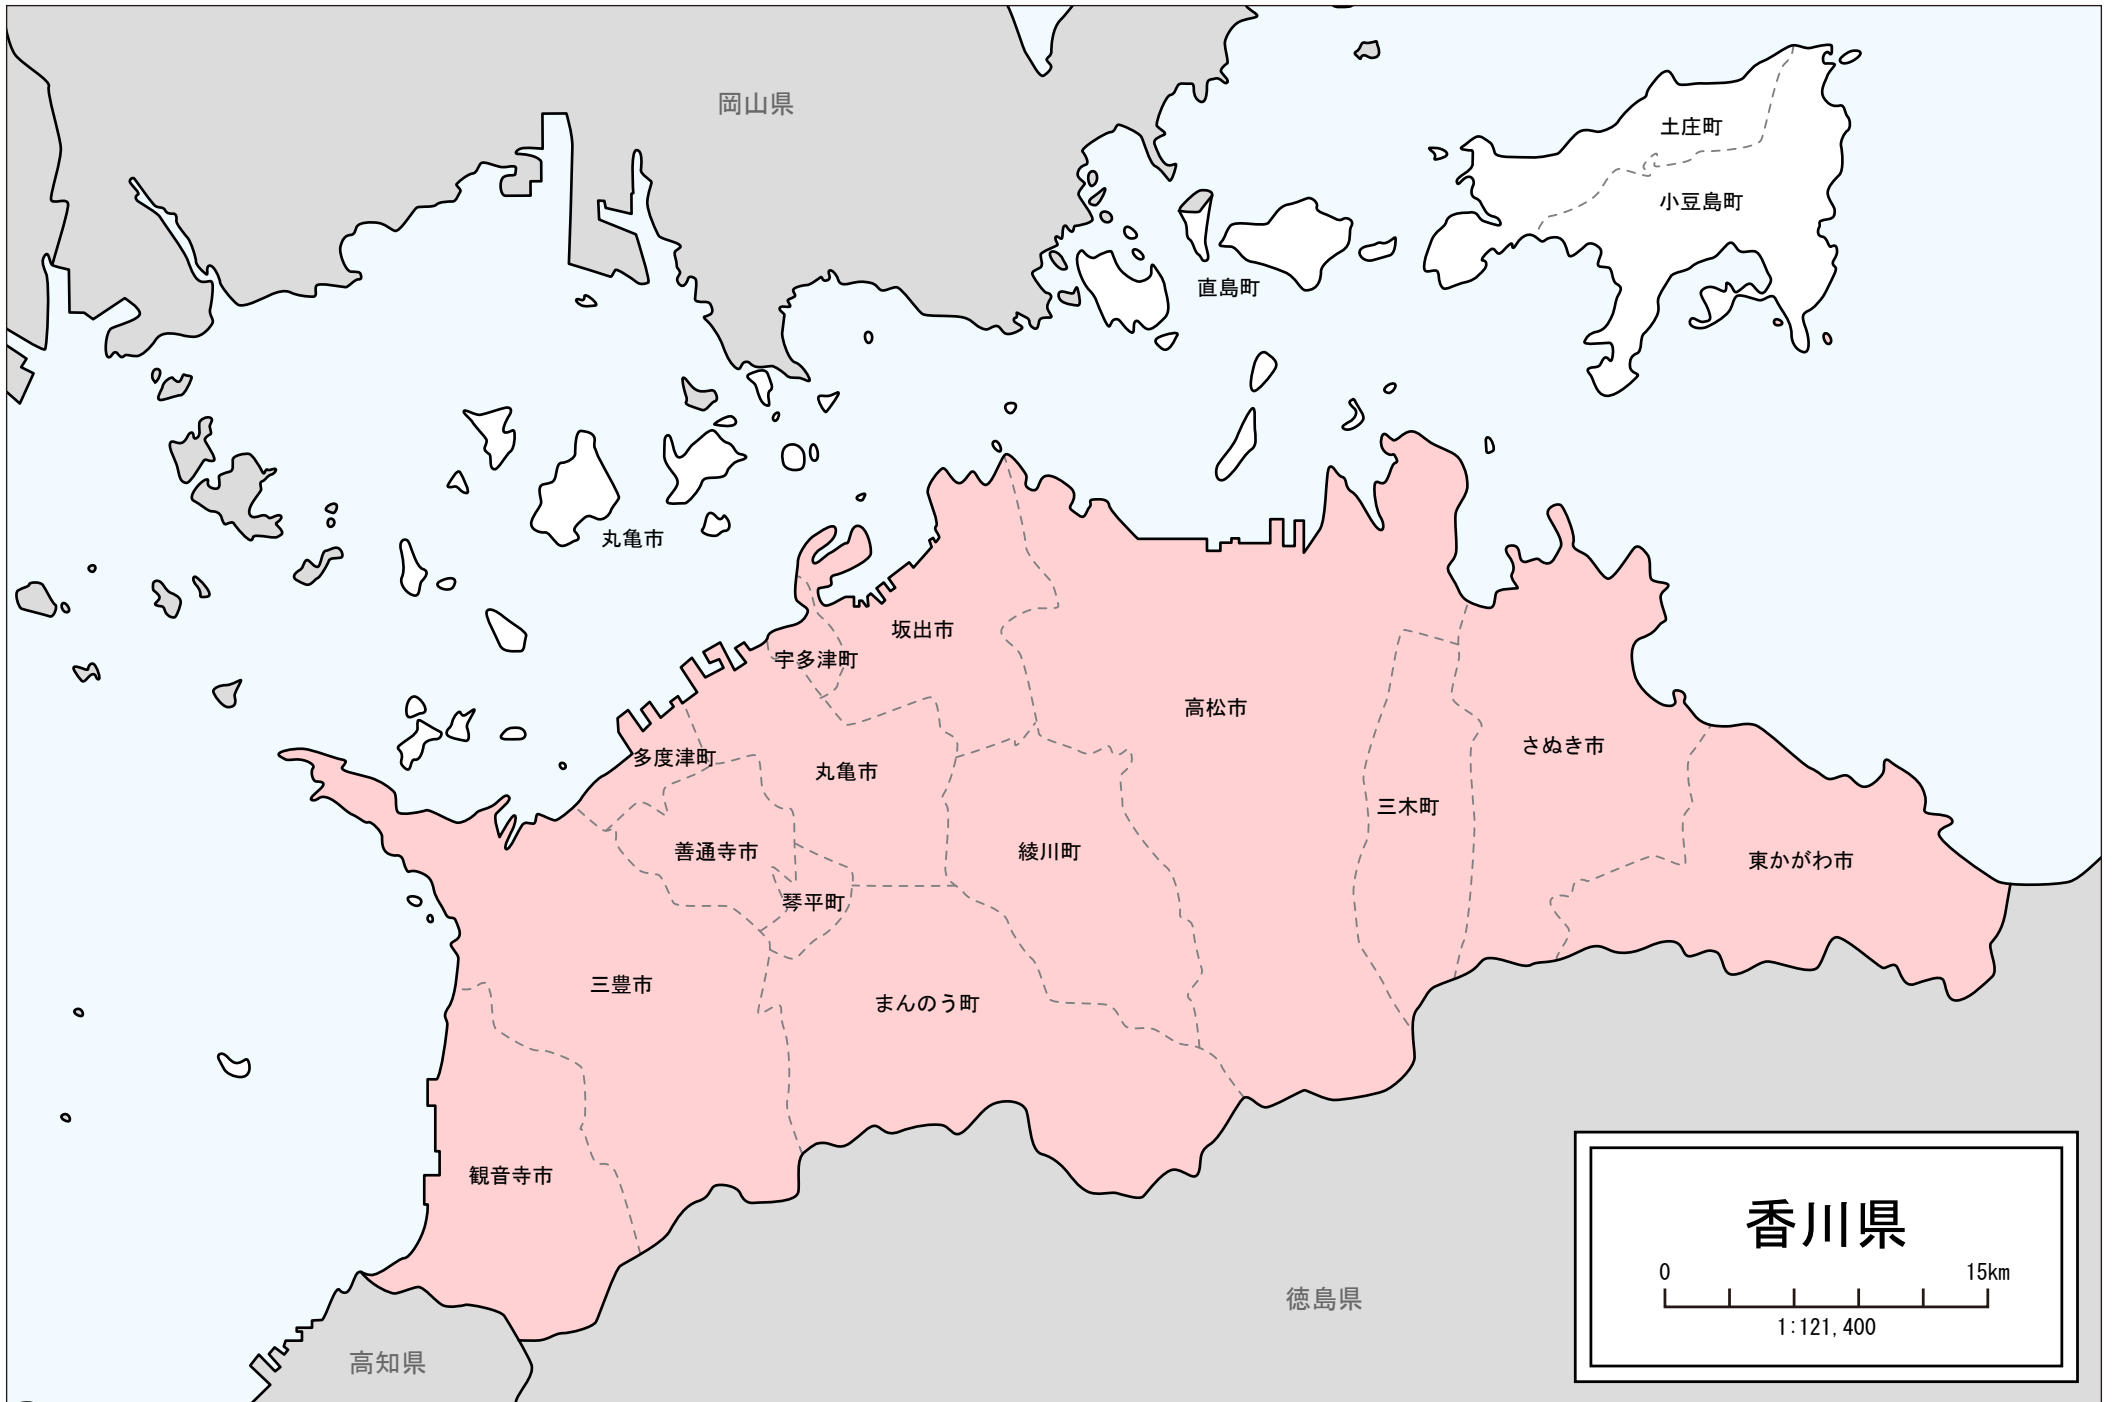 岡山県
土庄町
小豆島町
直島町
丸亀市
坂出市
宇多津町
高松市
さぬき市
多度津町
丸亀市
三木町
善通寺市
綾川町
東かがわ市
琴平町
三豊市
まんのう町
観音寺市
徳島県
高知県
香川県
0 15km
1:121,400